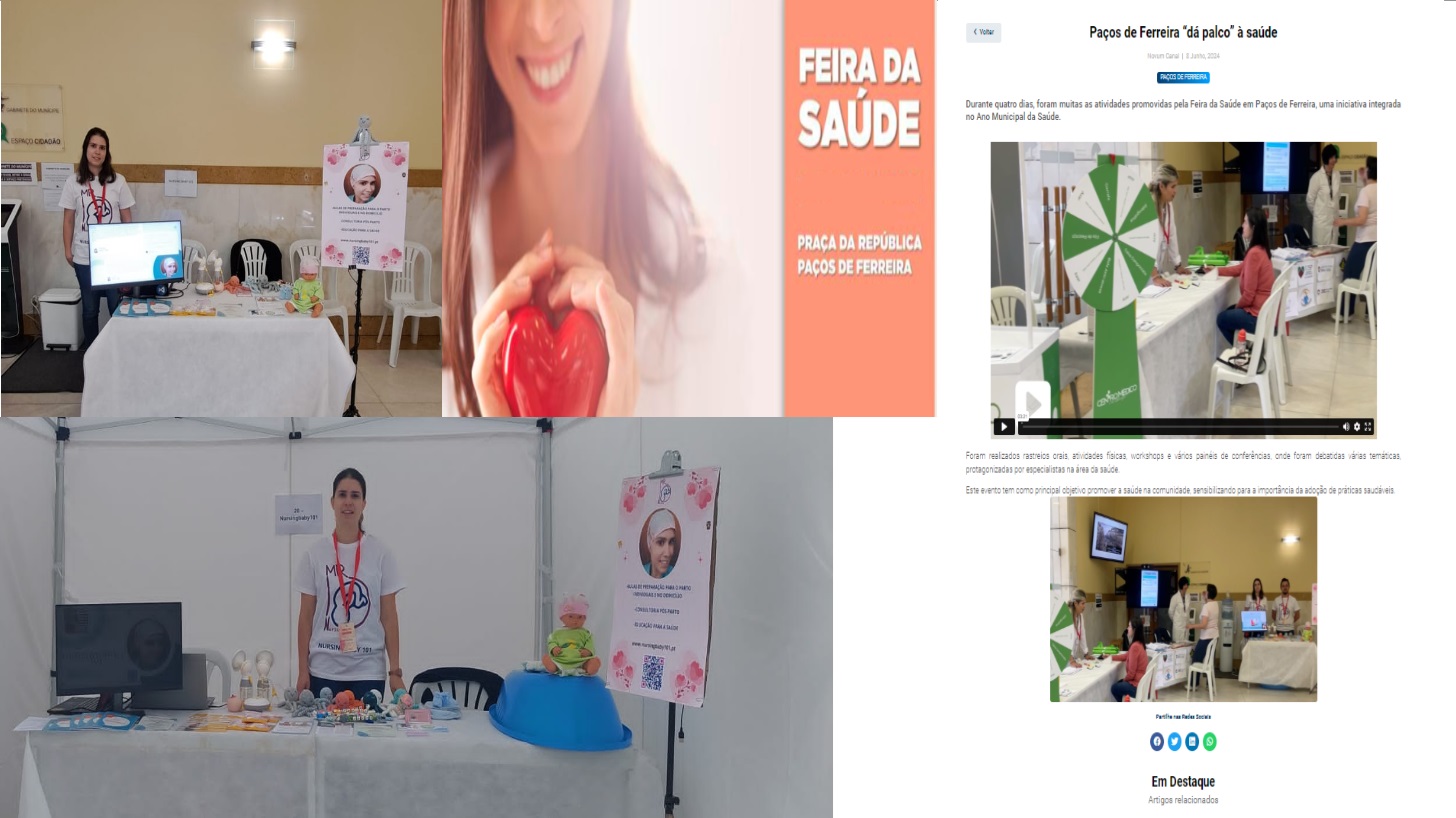 GABINETE DO MUNÍCIPE
ESPAÇO CIDADÃO
Nursingbaby101
AULAS DE PREPARAÇÃO PARA O PARTO
INDIVIDUAIS E NO DOMICÍLIO
-CONSULTORIA PÓS-PARTO
-EDUCAÇÃO PARA A SAÚDE
www.nursingbaby101.pt
FEIRA DA
SAÚDE
PRAÇA DA REPÚBLICA
PAÇOS DE FERREIRA
Voltar
Paços de Ferreira “dá palco” à saúde
Novum Canal | 8 Junho, 2024
PAÇOS DE FERREIRA
Durante quatro dias, foram muitas as atividades promovidas pela Feira da Saúde em Paços de Ferreira, uma iniciativa integrada
no Ano Municipal da Saúde.
Foram realizados rastreios orais, atividades físicas, workshops e vários painéis de conferências, onde foram debatidas várias temáticas,
protagonizadas por especialistas na área da saúde.
Este evento tem como principal objetivo promover a saúde na comunidade, sensibilizando para a importância da adoção de práticas saudáveis.
Partilhe nas Redes Sociais
Em Destaque
Artigos relacionados
Nursingbaby101
NURSINGBABY 101
-AULAS DE PREPARAÇÃO PARA O PARTO
INDIVIDUAIS E NO DOMICÍLIO
-CONSULTORIA PÓS-PARTO
-EDUCAÇÃO PARA A SAÚDE
www.nursingbaby101.pt